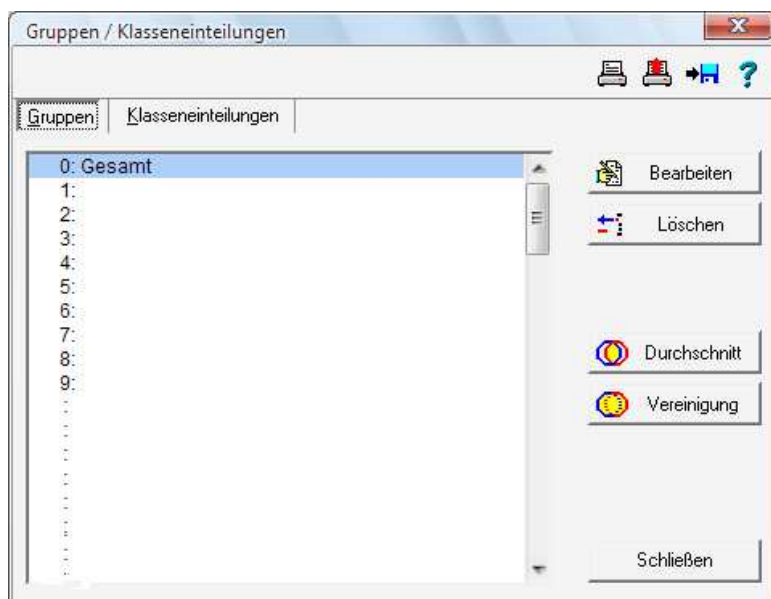 Gruppen / Klasseneinteilungen
Gruppen
Klasseneinteilungen
0: Gesamt
1:
2:
3:
4:
5:
6:
7:
8:
9:
:
:
:
:
:
:
:
:
Bearbeiten
Löschen
Durchschnitt
Vereinigung
Schließen